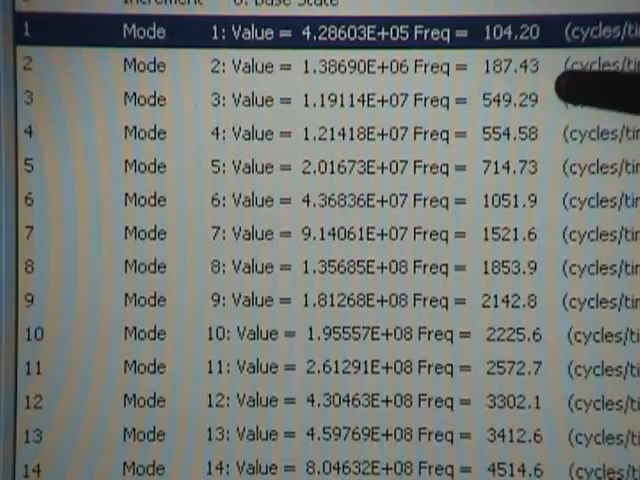 Increment 0: Base State
1 Mode 1: Value = 4.28603E+05 Freq = 104.20 (cycles/ti
2 Mode 2: Value = 1.38690E+06 Freq = 187.43 (cycles/ti
3 Mode 3: Value = 1.19114E+07 Freq = 549.29
4 Mode 4: Value = 1.21418E+07 Freq = 554.58 (cycles/ti
5 Mode 5: Value = 2.01673E+07 Freq = 714.73 (cycles/ti
6 Mode 6: Value = 4.36836E+07 Freq = 1051.9 (cycles/ti
7 Mode 7: Value = 9.14061E+07 Freq = 1521.6 (cycles/ti
8 Mode 8: Value = 1.35685E+08 Freq = 1853.9 (cycles/ti
9 Mode 9: Value = 1.81268E+08 Freq = 2142.8 (cycles/ti
10 Mode 10: Value = 1.95557E+08 Freq = 2225.6 (cycles/ti
11 Mode 11: Value = 2.61291E+08 Freq = 2572.7 (cycles/ti
12 Mode 12: Value = 4.30463E+08 Freq = 3302.1 (cycles/ti
13 Mode 13: Value = 4.59769E+08 Freq = 3412.6 (cycles/ti
14 Mode 14: Value = 8.04632E+08 Freq = 4514.6 (cycles/ti